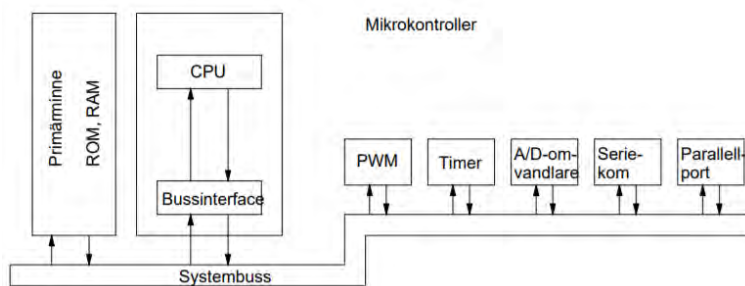 Mikrokontroller
Primärminne
ROM, RAM
CPU
Bussinterface
PWM
Timer
A/D-om-
vandlare
Serie-
kom
Parallell-
port
Systembuss